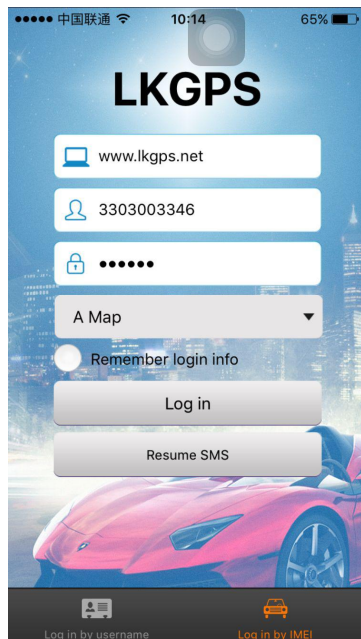 中国联通 10:14 65%
LKGPS
www.lkgps.net
3303003346
••••••
A Map
Remember login info
Log in
Resume SMS
Log in by username Log in by IMEI